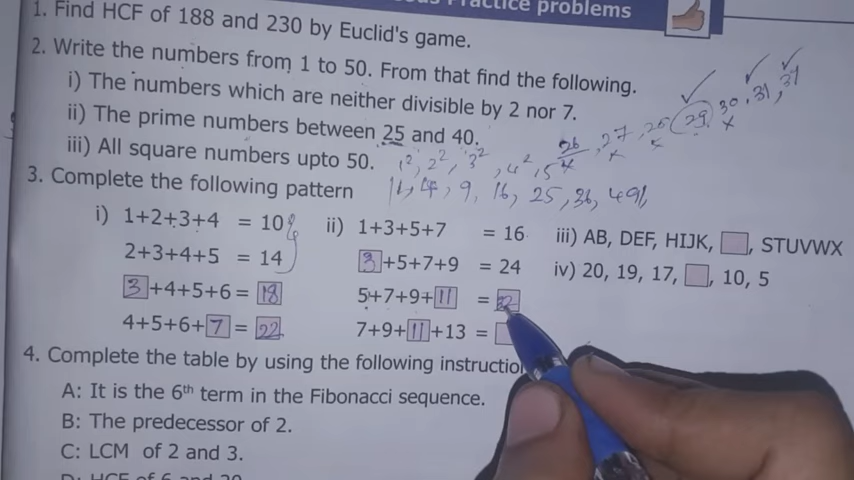 Practice problems
1. Find HCF of 188 and 230 by Euclid's game.
2. Write the numbers from 1 to 50. From that find the following.
i) The numbers which are neither divisible by 2 nor 7.
ii) The prime numbers between 25 and 40.
26, 27, 28, 29, 30, 31, 37
iii) All square numbers upto 50.
1², 2², 3², 4², 5²
3. Complete the following pattern
1, 4, 9, 16, 25, 36, 49
i) 1+2+3+4 = 10
ii) 1+3+5+7 = 16
iii) AB, DEF, HIJK, , STUVWX
2+3+4+5 = 14
3+5+7+9 = 24
iv) 20, 19, 17, , 10, 5
3+4+5+6 = 18
5+7+9+11 = 32
4+5+6+7 = 22
7+9+11+13 =
4. Complete the table by using the following instructio
A: It is the 6th term in the Fibonacci sequence.
B: The predecessor of 2.
C: LCM of 2 and 3.
D: HCF of 6 and 20